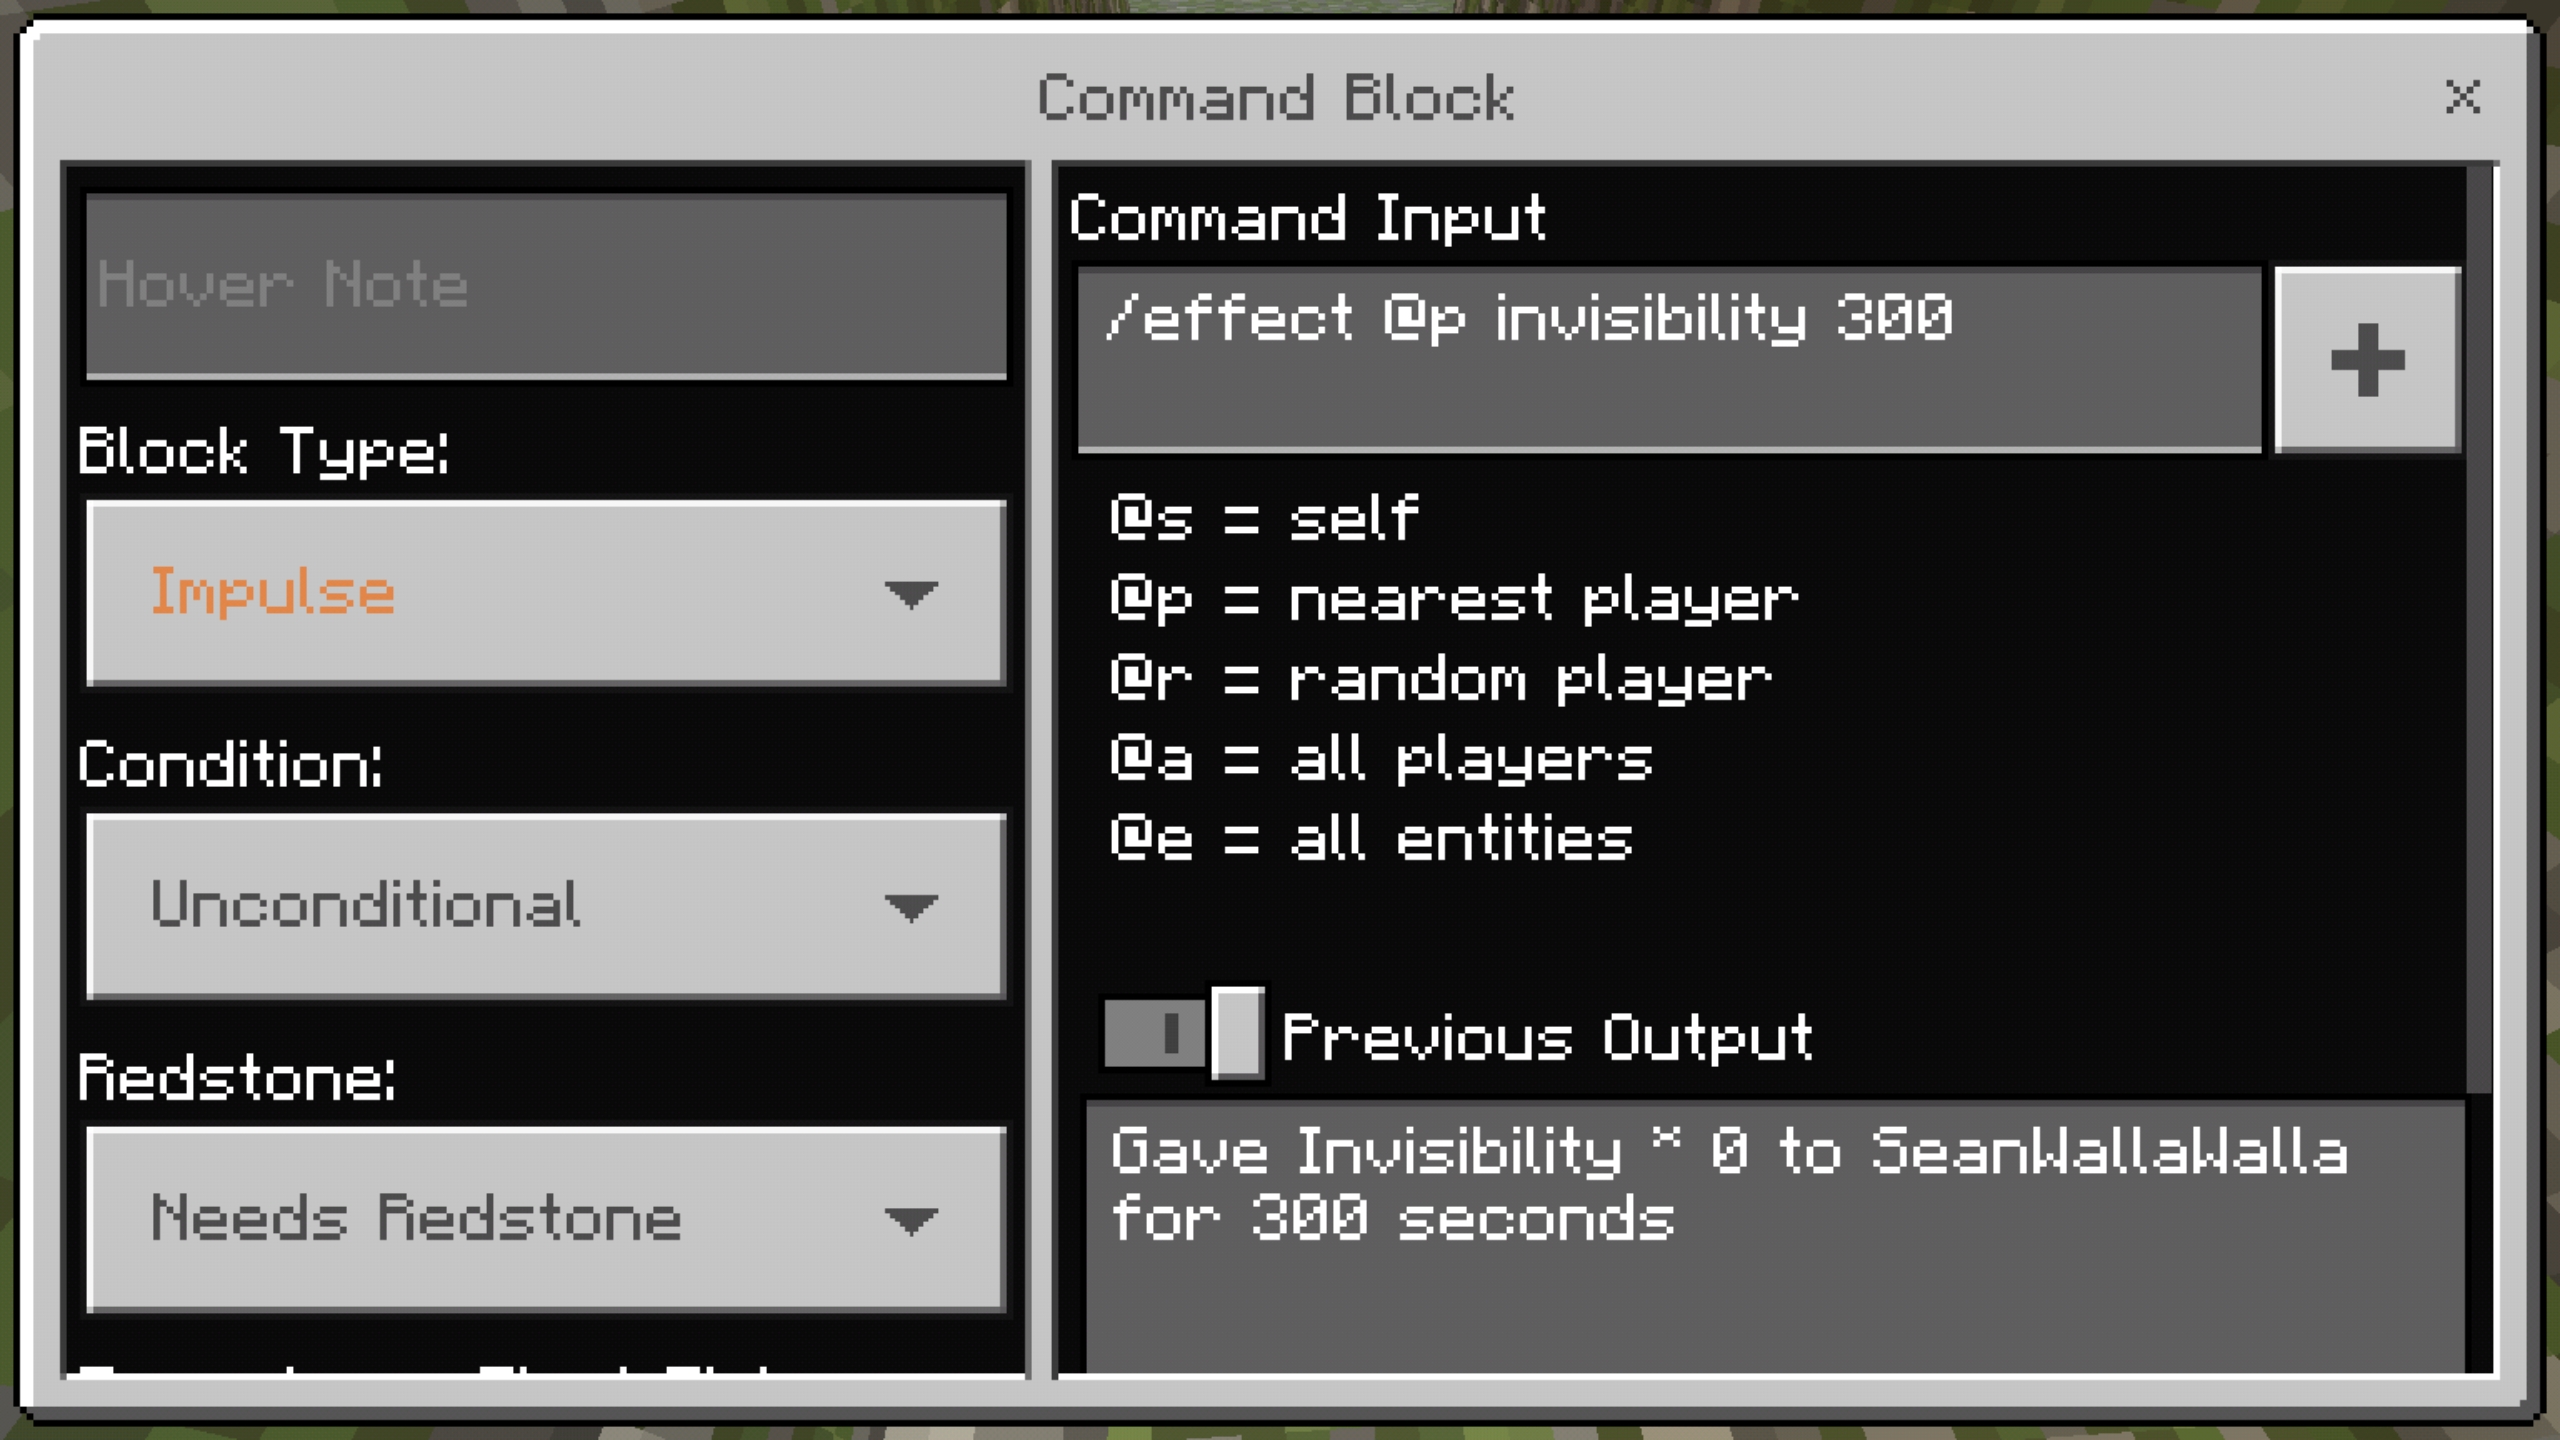 Command Block
Hover Note
Block Type:
Impulse
Condition:
Unconditional
Redstone:
Needs Redstone
Command Input
/effect @p invisibility 300
@s = self
@p = nearest player
@r = random player
@a = all players
@e = all entities
Previous Output
Gave Invisibility * 0 to SeanWallaWalla
for 300 seconds